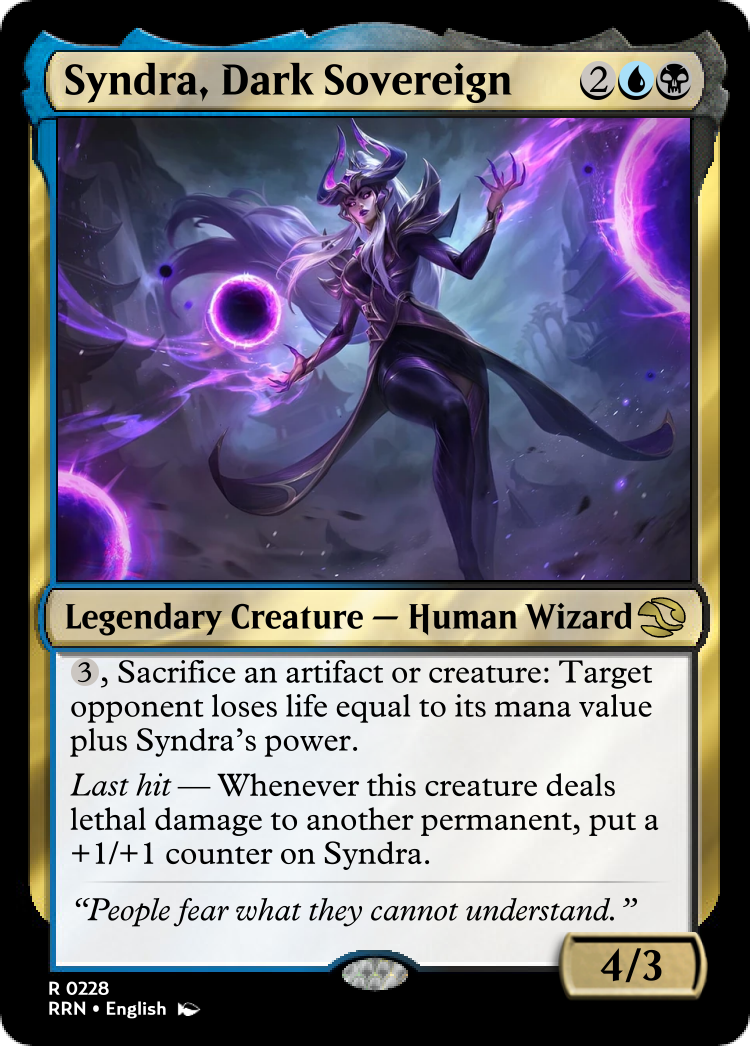 Syndra, Dark Sovereign 2
Legendary Creature — Human Wizard
3, Sacrifice an artifact or creature: Target
opponent loses life equal to its mana value
plus Syndra’s power.
Last hit — Whenever this creature deals
lethal damage to another permanent, put a
+1/+1 counter on Syndra.
“People fear what they cannot understand.”
4/3
R 0228
RRN • English